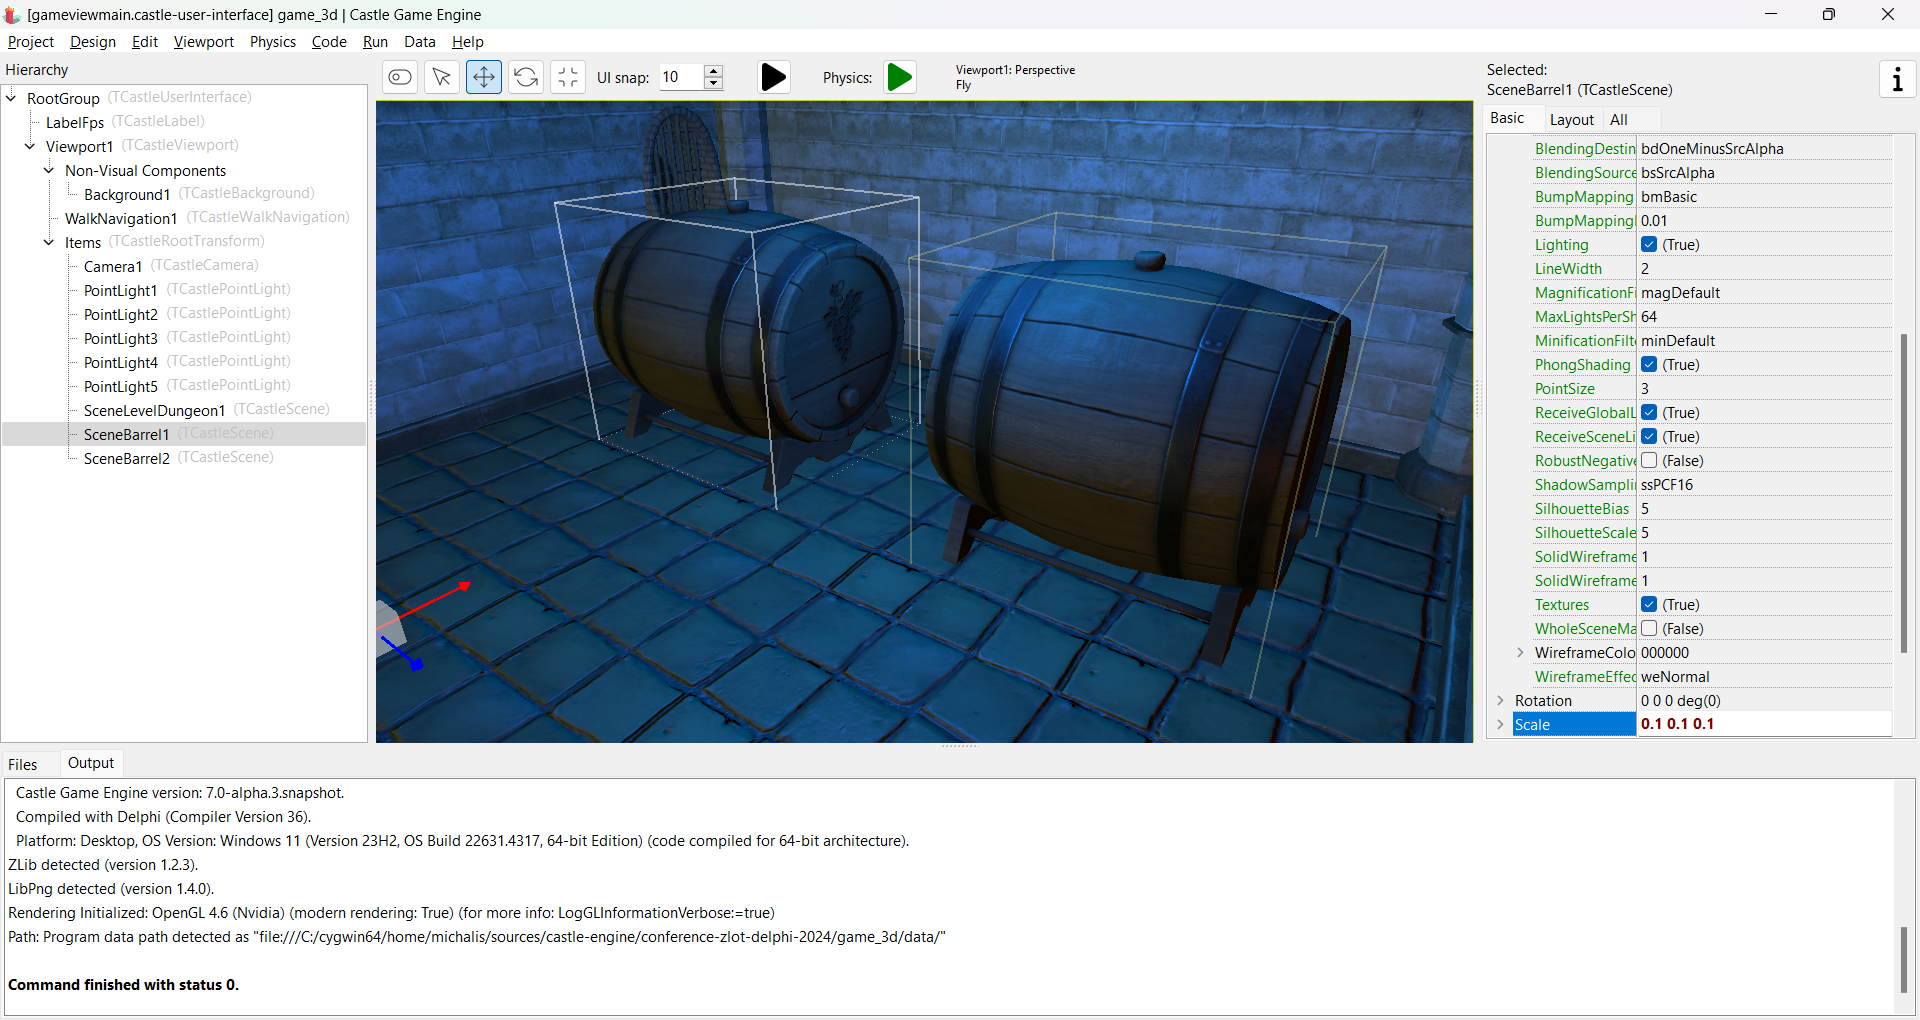 [gameviewmain.castle-user-interface] game_3d | Castle Game Engine
Project Design Edit Viewport Physics Code Run Data Help
Hierarchy
RootGroup (TCastleUserInterface)
LabelFps (TCastleLabel)
Viewport1 (TCastleViewport)
Non-Visual Components
Background1 (TCastleBackground)
WalkNavigation1 (TCastleWalkNavigation)
Items (TCastleRootTransform)
Camera1 (TCastleCamera)
PointLight1 (TCastlePointLight)
PointLight2 (TCastlePointLight)
PointLight3 (TCastlePointLight)
PointLight4 (TCastlePointLight)
PointLight5 (TCastlePointLight)
SceneLevelDungeon1 (TCastleScene)
SceneBarrel1 (TCastleScene)
SceneBarrel2 (TCastleScene)
UI snap: 10
Physics:
Viewport1: Perspective
Fly
Selected:
SceneBarrel1 (TCastleScene)
Basic Layout All
BlendingDestin bdOneMinusSrcAlpha
BlendingSource bsSrcAlpha
BumpMapping bmBasic
BumpMapping 0.01
Lighting (True)
LineWidth 2
MagnificationFi magDefault
MaxLightsPerSh 64
MinificationFilt minDefault
PhongShading (True)
PointSize 3
ReceiveGlobalL (True)
ReceiveSceneLi (True)
RobustNegative (False)
ShadowSampli ssPCF16
SilhouetteBias 5
SilhouetteScale 5
SolidWireframe 1
SolidWireframe 1
Textures (True)
WholeSceneMa (False)
WireframeColo 000000
WireframeEffec weNormal
Rotation 0 0 0 deg(0)
Scale 0.1 0.1 0.1
Files Output
Castle Game Engine version: 7.0-alpha.3.snapshot.
Compiled with Delphi (Compiler Version 36).
Platform: Desktop, OS Version: Windows 11 (Version 23H2, OS Build 22631.4317, 64-bit Edition) (code compiled for 64-bit architecture).
ZLib detected (version 1.2.3).
LibPng detected (version 1.4.0).
Rendering Initialized: OpenGL 4.6 (Nvidia) (modern rendering: True) (for more info: LogGLInformationVerbose:=true)
Path: Program data path detected as "file:///C:/cygwin64/home/michalis/sources/castle-engine/conference-zlot-delphi-2024/game_3d/data/"
Command finished with status 0.